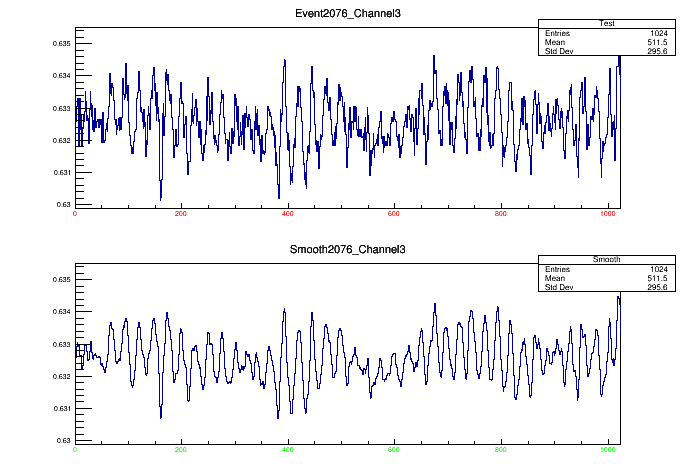 Event2076_Channel3
Test
Entries 1024
Mean 511.5
Std Dev 295.6
0.635
0.634
0.633
0.632
0.631
0.63
0 200 400 600 800 1000
Smooth2076_Channel3
Smooth
Entries 1024
Mean 511.5
Std Dev 295.6
0.635
0.634
0.633
0.632
0.631
0.63
0 200 400 600 800 1000